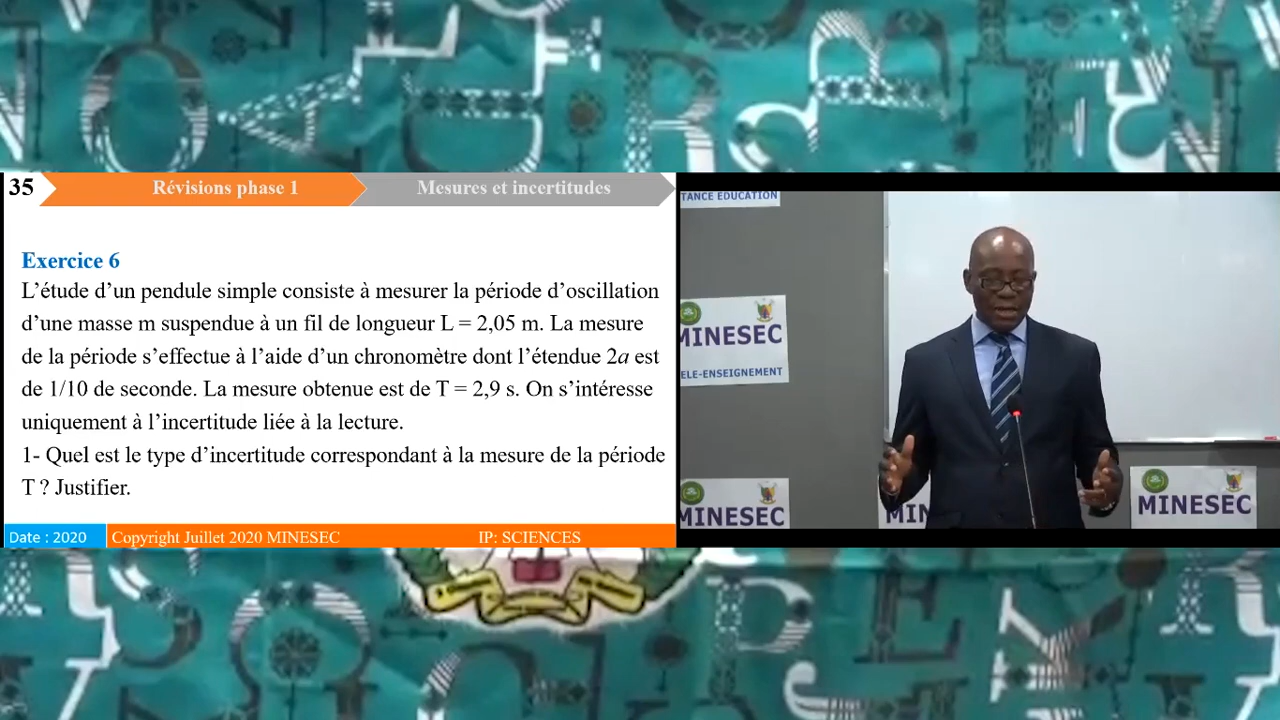 35
Révisions phase 1
Mesures et incertitudes
Exercice 6
L’étude d’un pendule simple consiste à mesurer la période d’oscillation
d’une masse m suspendue à un fil de longueur L = 2,05 m. La mesure
de la période s’effectue à l’aide d’un chronomètre dont l’étendue 2a est
de 1/10 de seconde. La mesure obtenue est de T = 2,9 s. On s’intéresse
uniquement à l’incertitude liée à la lecture.
1- Quel est le type d’incertitude correspondant à la mesure de la période
T ? Justifier.
Date : 2020
Copyright Juillet 2020 MINESEC
IP: SCIENCES
TANCE EDUCATION
MINESEC
ELE-ENSEIGNEMENT
MINESEC
MIN
MINESEC